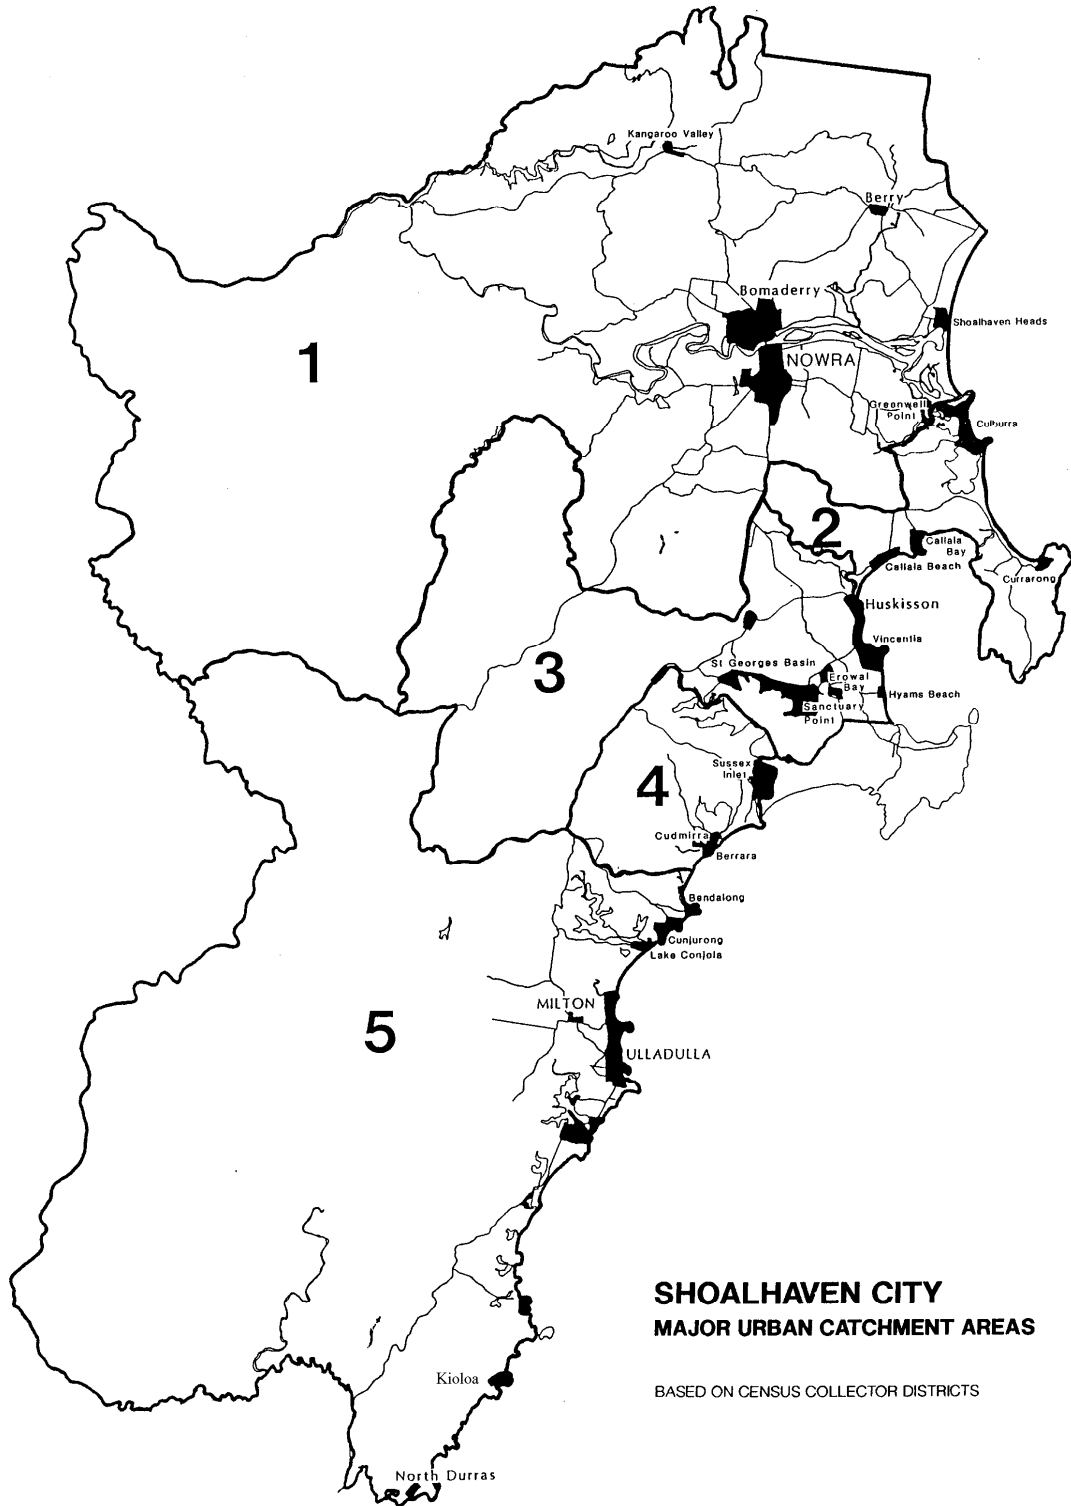 Kangaroo Valley
Berry
Bomaderry
Shoalhaven Heads
1
NOWRA
Greenwell
Point
Culburra
2
Callala
Bay
Callala Beach
Currarong
Huskisson
Vincentia
3
St Georges Basin
Erowal
Bay
Hyams Beach
Sanctuary
Point
4
Sussex
Inlet
Cudmirra
Berrara
Bendalong
Cunjurong
Lake Conjola
MILTON
5
ULLADULLA
SHOALHAVEN CITY
MAJOR URBAN CATCHMENT AREAS
Kioloa
BASED ON CENSUS COLLECTOR DISTRICTS
North Durras